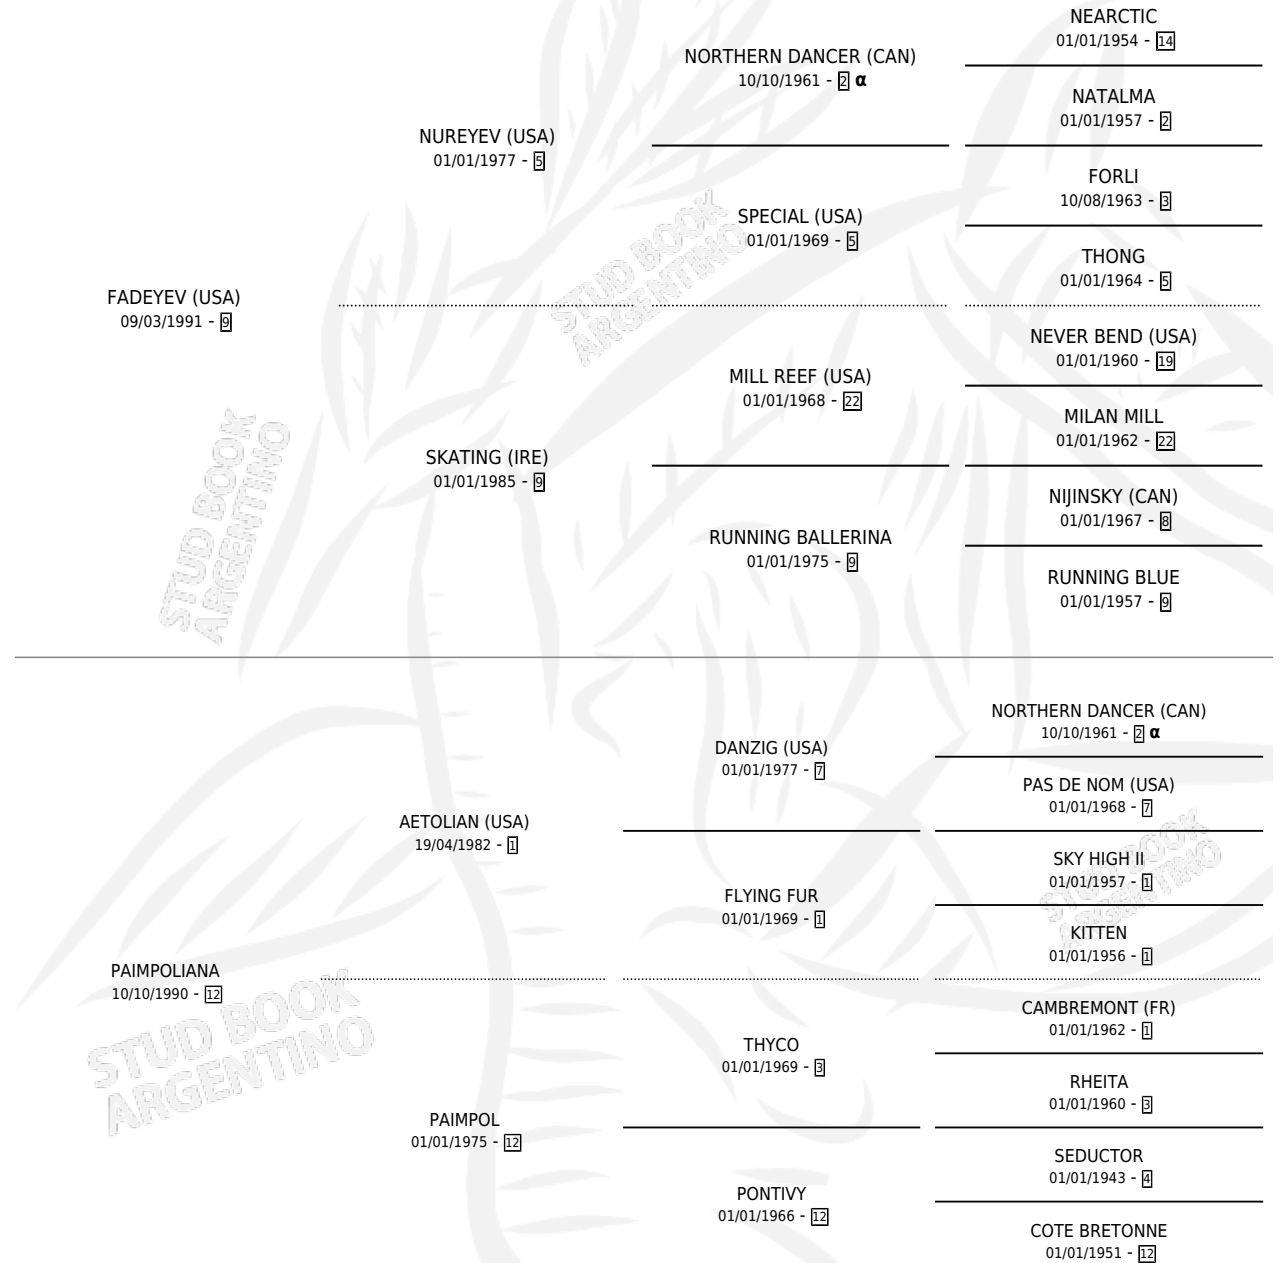 NEARCTIC
01/01/1954 - 14
NORTHERN DANCER (CAN)
10/10/1961 - 2 α
NATALMA
01/01/1957 - 2
NUREYEV (USA)
01/01/1977 - 5
FORLI
10/08/1963 - 3
SPECIAL (USA)
01/01/1969 - 5
THONG
01/01/1964 - 5
FADEYEV (USA)
09/03/1991 - 9
NEVER BEND (USA)
01/01/1960 - 19
MILL REEF (USA)
01/01/1968 - 22
MILAN MILL
01/01/1962 - 22
SKATING (IRE)
01/01/1985 - 9
NIJINSKY (CAN)
01/01/1967 - 8
RUNNING BALLERINA
01/01/1975 - 9
RUNNING BLUE
01/01/1957 - 9
NORTHERN DANCER (CAN)
10/10/1961 - 2 α
DANZIG (USA)
01/01/1977 - 7
PAS DE NOM (USA)
01/01/1968 - 7
AETOLIAN (USA)
19/04/1982 - 1
SKY HIGH II
01/01/1957 - 1
FLYING FUR
01/01/1969 - 1
KITTEN
01/01/1956 - 1
PAIMPOLIANA
10/10/1990 - 12
CAMBREMONT (FR)
01/01/1962 - 1
THYCO
01/01/1969 - 3
RHEITA
01/01/1960 - 3
PAIMPOL
01/01/1975 - 12
SEDUCTOR
01/01/1943 - 4
PONTIVY
01/01/1966 - 12
COTE BRETONNE
01/01/1951 - 12
STUD BOOK
ARGENTINO
STUD BOOK
ARGENTINO
STUD BOOK
ARGENTINO
STUD BOOK
ARGENTINO